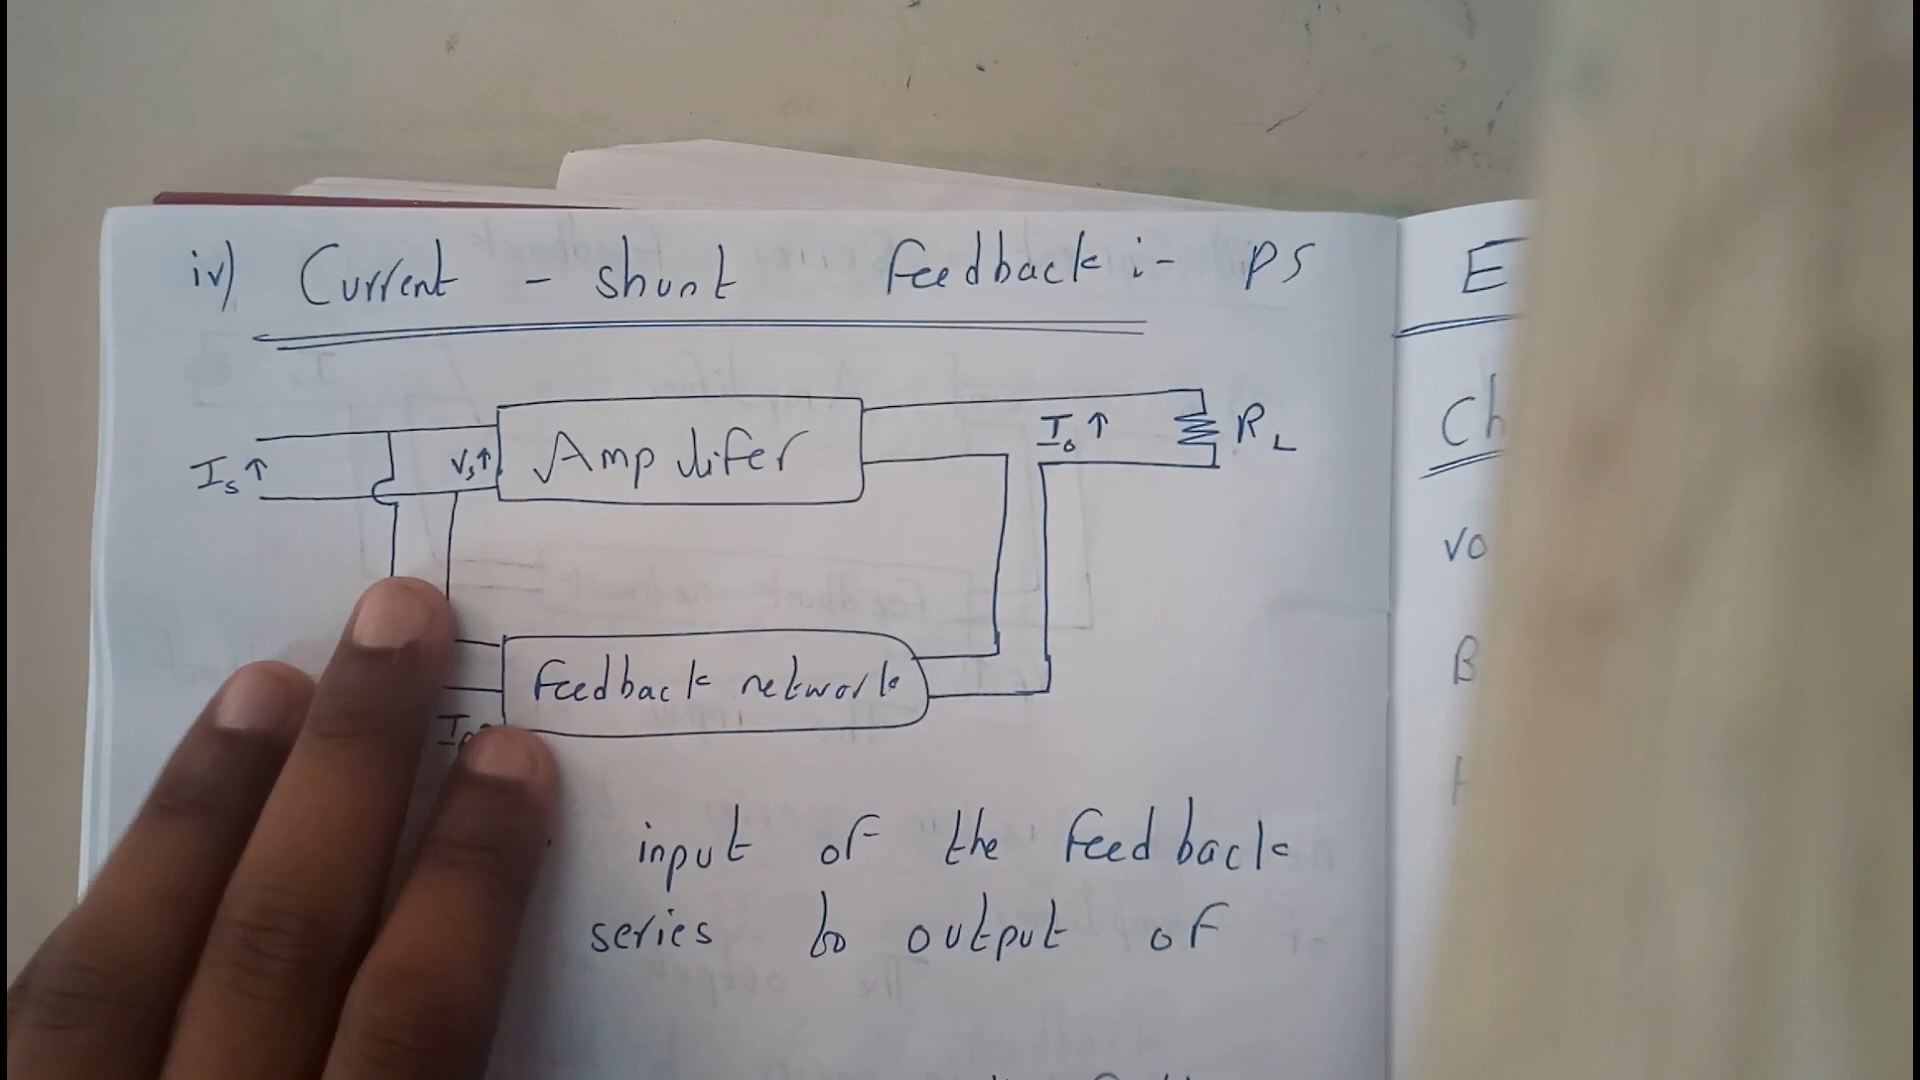 iv) Current - shunt Feedback :- PS
E
Ch
Is ↑
Vs ↑
Amplifer
Io ↑
RL
vo
Feedback network
B
input of the feedback
series to output of